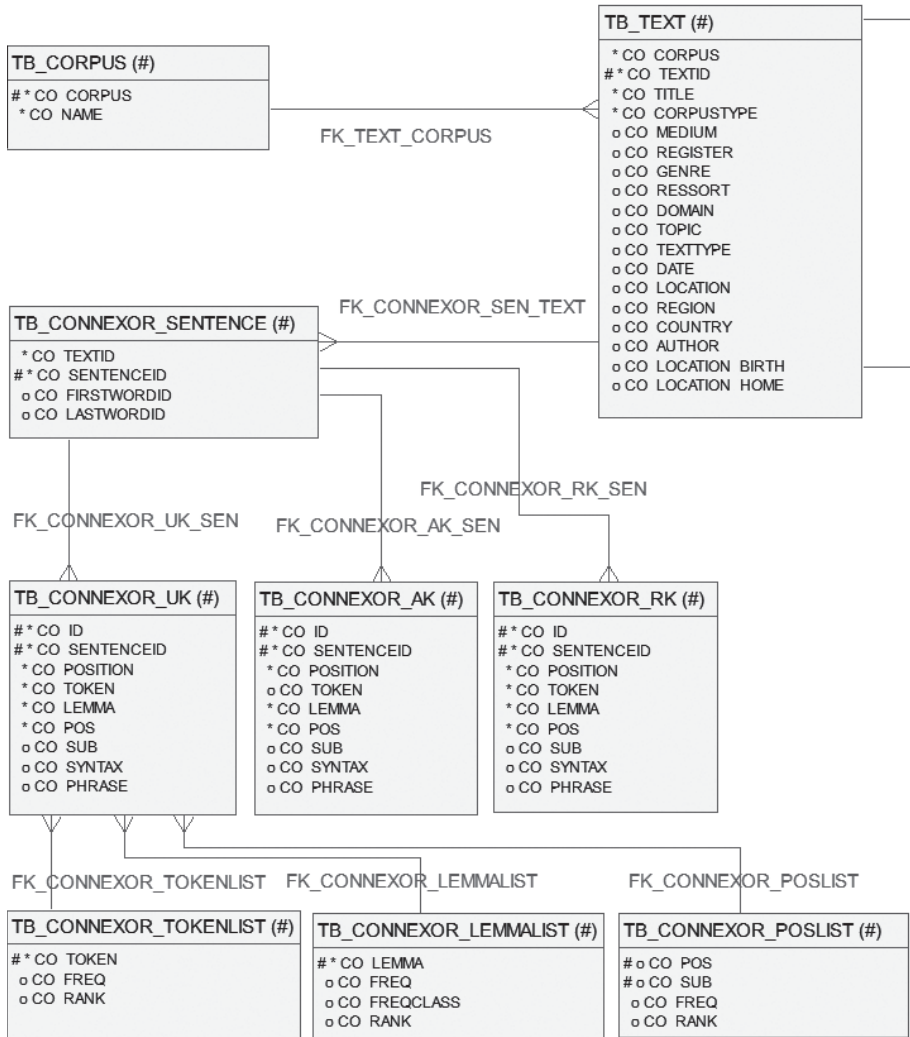 TB_CORPUS (#)
#* CO CORPUS
* CO NAME
FK_TEXT_CORPUS
TB_TEXT (#)
* CO CORPUS
#* CO TEXTID
* CO TITLE
* CO CORPUSTYPE
o CO MEDIUM
o CO REGISTER
o CO GENRE
o CO RESSORT
o CO DOMAIN
o CO TOPIC
o CO TEXTTYPE
o CO DATE
o CO LOCATION
o CO REGION
o CO COUNTRY
o CO AUTHOR
o CO LOCATION BIRTH
o CO LOCATION HOME
FK_CONNEXOR_SEN_TEXT
TB_CONNEXOR_SENTENCE (#)
* CO TEXTID
#* CO SENTENCEID
o CO FIRSTWORDID
o CO LASTWORDID
FK_CONNEXOR_UK_SEN
FK_CONNEXOR_AK_SEN
FK_CONNEXOR_RK_SEN
TB_CONNEXOR_UK (#)
#* CO ID
#* CO SENTENCEID
* CO POSITION
* CO TOKEN
* CO LEMMA
* CO POS
o CO SUB
o CO SYNTAX
o CO PHRASE
TB_CONNEXOR_AK (#)
#* CO ID
#* CO SENTENCEID
* CO POSITION
o CO TOKEN
* CO LEMMA
* CO POS
o CO SUB
o CO SYNTAX
o CO PHRASE
TB_CONNEXOR_RK (#)
#* CO ID
#* CO SENTENCEID
* CO POSITION
* CO TOKEN
* CO LEMMA
* CO POS
o CO SUB
o CO SYNTAX
o CO PHRASE
FK_CONNEXOR_TOKENLIST
FK_CONNEXOR_LEMMALIST
FK_CONNEXOR_POSLIST
TB_CONNEXOR_TOKENLIST (#)
#* CO TOKEN
o CO FREQ
o CO RANK
TB_CONNEXOR_LEMMALIST (#)
#* CO LEMMA
o CO FREQ
o CO FREQCLASS
o CO RANK
TB_CONNEXOR_POSLIST (#)
#o CO POS
#o CO SUB
o CO FREQ
o CO RANK